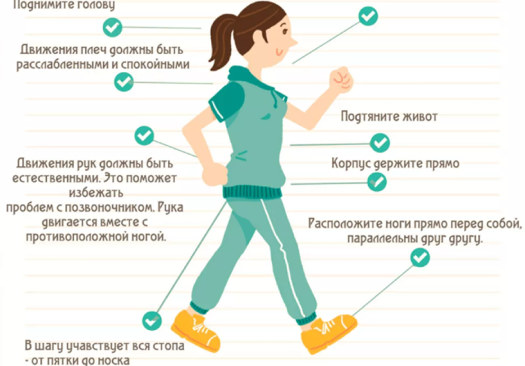 Поднимите голову
Движения плеч должны быть
расслабленными и спокойными
Подтяните живот
Корпус держите прямо
Движения рук должны быть
естественными. Это поможет
избежать
проблем с позвоночником. Рука
двигается вместе с
противоположной ногой.
Расположите ноги прямо перед собой,
параллельны друг другу.
В шагу учавствует вся стопа
- от пятки до носка